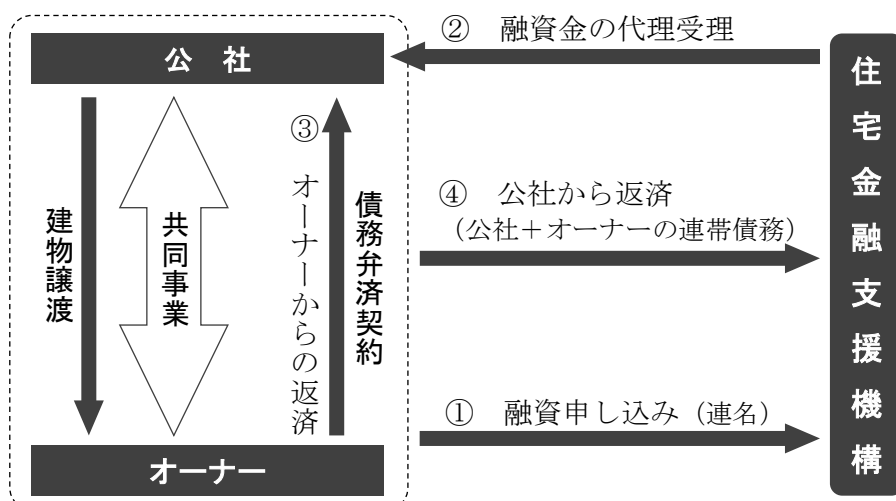 公 社
② 融資金の代理受理
建物譲渡
共同事業
③ オーナーからの返済
債務弁済契約
④ 公社から返済
(公社+オーナーの連帯債務)
① 融資申し込み(連名)
オーナー
住宅金融支援機構